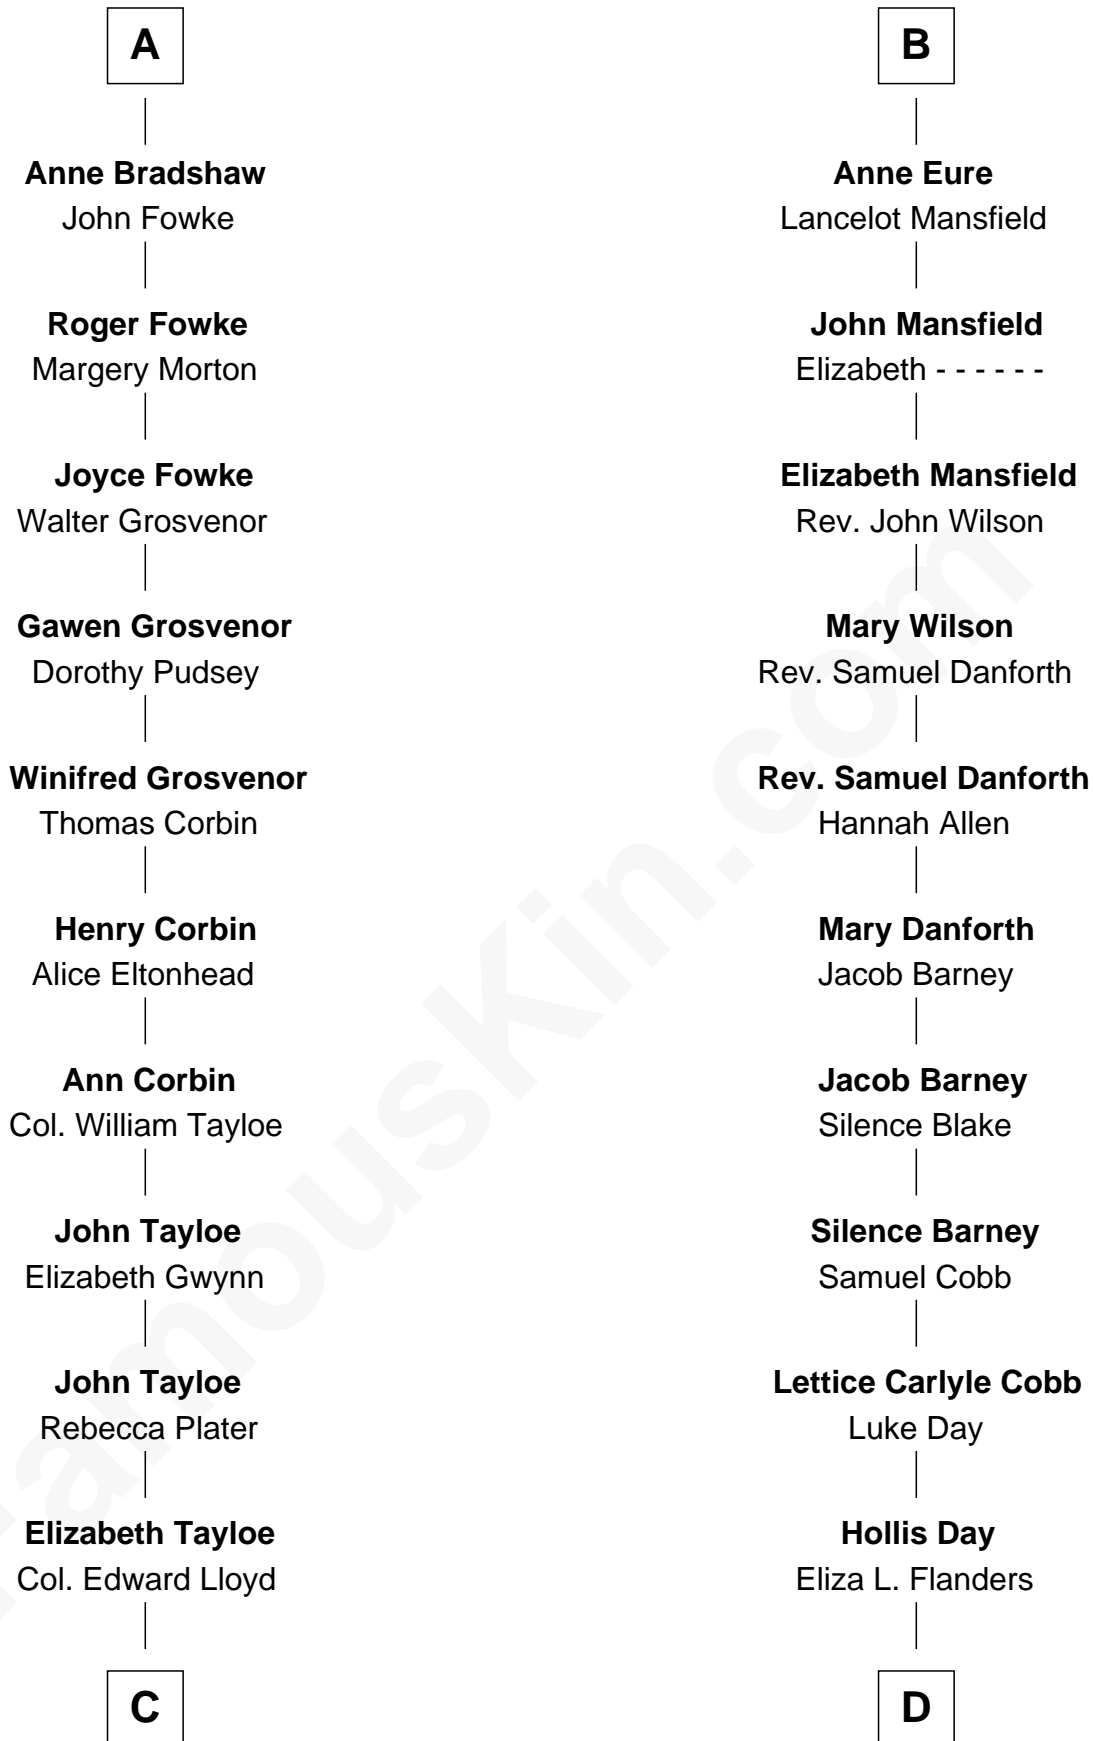 A
Anne Bradshaw
John Fowke
Roger Fowke
Margery Morton
Joyce Fowke
Walter Grosvenor
Gawen Grosvenor
Dorothy Pudsey
Winifred Grosvenor
Thomas Corbin
Henry Corbin
Alice Eltonhead
Ann Corbin
Col. William Tayloe
John Tayloe
Elizabeth Gwynn
John Tayloe
Rebecca Plater
Elizabeth Tayloe
Col. Edward Lloyd
C
B
Anne Eure
Lancelot Mansfield
John Mansfield
Elizabeth - - - - - -
Elizabeth Mansfield
Rev. John Wilson
Mary Wilson
Rev. Samuel Danforth
Rev. Samuel Danforth
Hannah Allen
Mary Danforth
Jacob Barney
Jacob Barney
Silence Blake
Silence Barney
Samuel Cobb
Lettice Carlyle Cobb
Luke Day
Hollis Day
Eliza L. Flanders
D
FamousKin.com